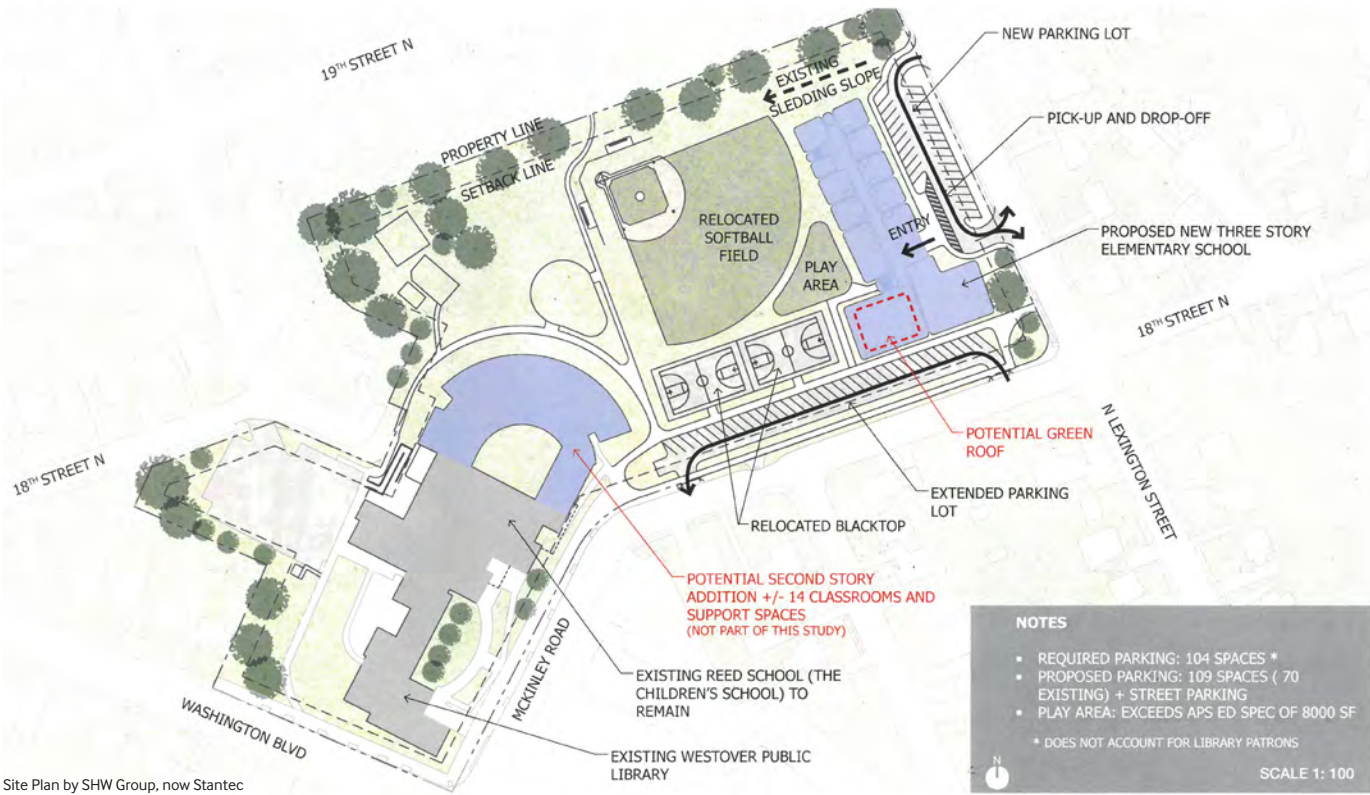 19TH STREET N
PROPERTY LINE
SETBACK LINE
EXISTING
SLEDDING SLOPE
NEW PARKING LOT
PICK-UP AND DROP-OFF
ENTRY
PROPOSED NEW THREE STORY
ELEMENTARY SCHOOL
RELOCATED
SOFTBALL
FIELD
PLAY
AREA
18TH STREET N
N LEXINGTON STREET
POTENTIAL GREEN
ROOF
EXTENDED PARKING
LOT
RELOCATED BLACKTOP
18TH STREET N
POTENTIAL SECOND STORY
ADDITION +/- 14 CLASSROOMS AND
SUPPORT SPACES
(NOT PART OF THIS STUDY)
EXISTING REED SCHOOL (THE
CHILDREN'S SCHOOL) TO
REMAIN
MCKINLEY ROAD
WASHINGTON BLVD
EXISTING WESTOVER PUBLIC
LIBRARY
NOTES
▪ REQUIRED PARKING: 104 SPACES *
▪ PROPOSED PARKING: 109 SPACES ( 70
EXISTING) + STREET PARKING
▪ PLAY AREA: EXCEEDS APS ED SPEC OF 8000 SF
* DOES NOT ACCOUNT FOR LIBRARY PATRONS
N
SCALE 1: 100
Site Plan by SHW Group, now Stantec